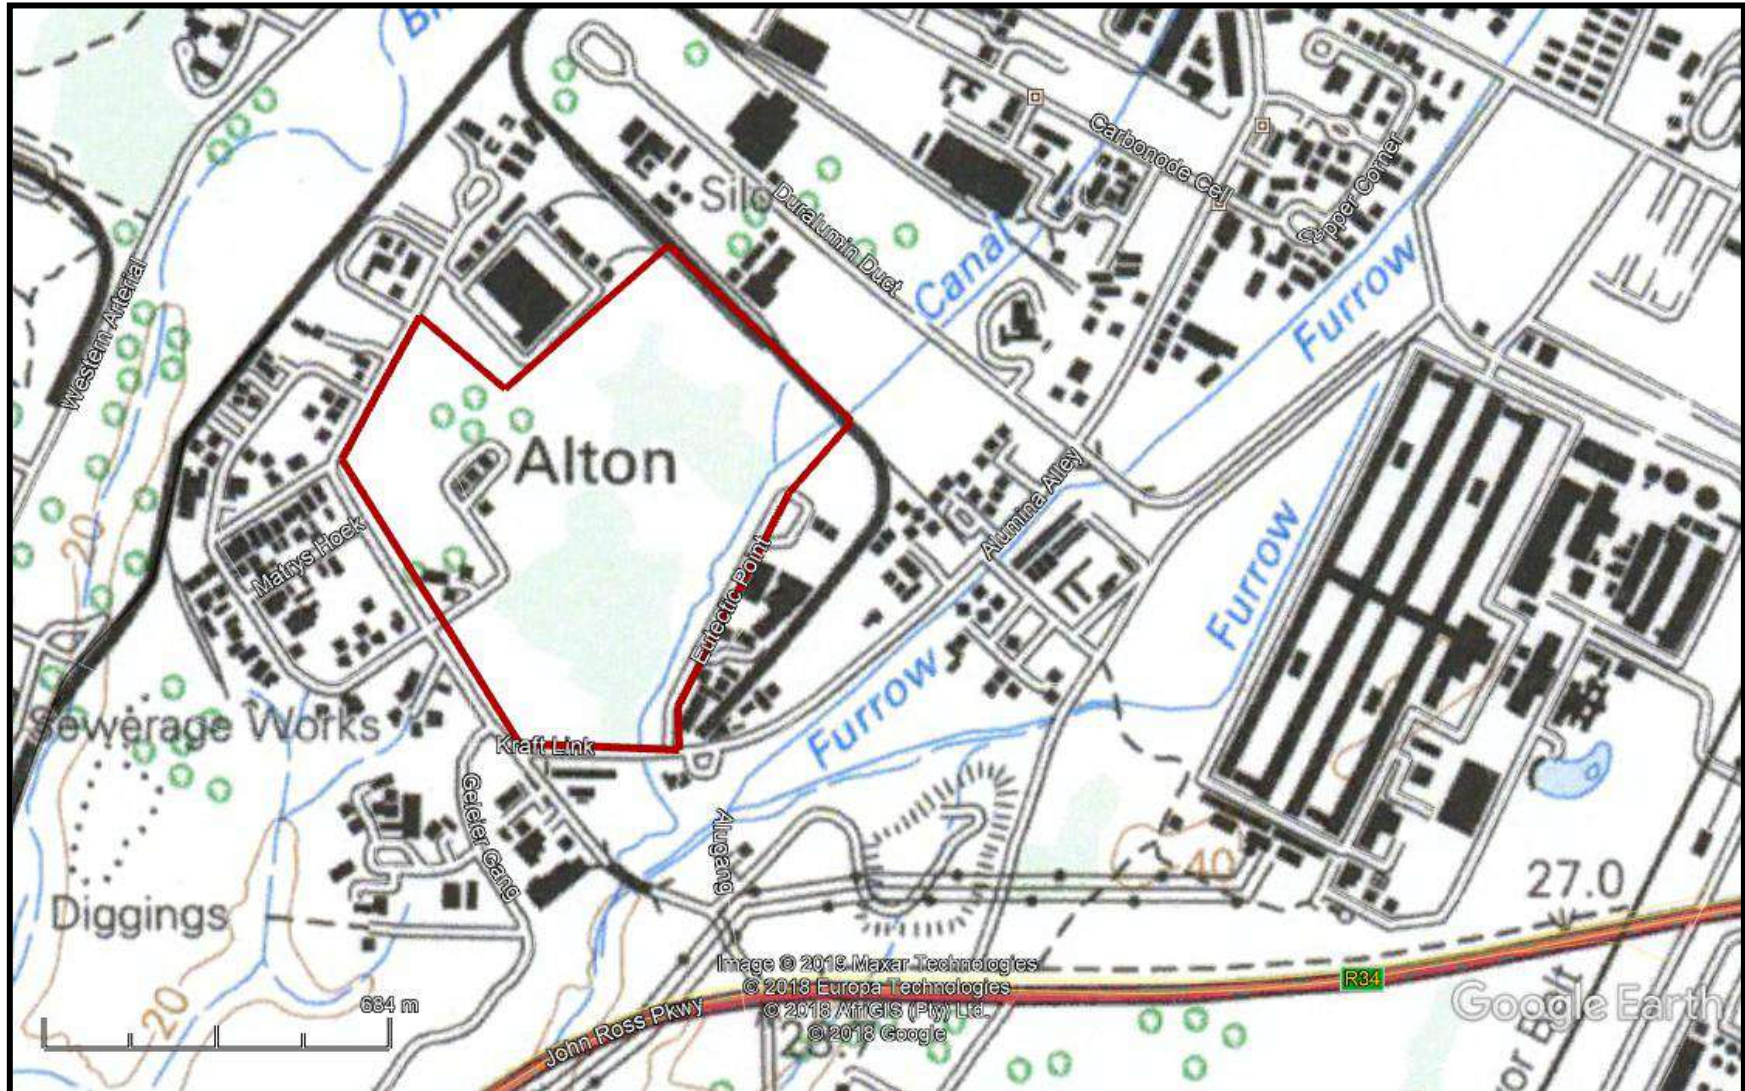 Silo
Carbonode Cell
Copper Corner
Duralumin Duct
Canal
Furrow
Western Arterial
Alton
20
Alumina Alley
Matrys Hoek
Furrow
Eutectic Point
Furrow
Sewerage Works
Kraft Link
Geleier Gang
Alugang
40
27.0
Diggings
Image © 2019 Maxar Technologies
© 2018 Europa Technologies
© 2018 AfriGIS (Pty) Ltd.
© 2018 Google
R34
684 m
20
John Ross Pkwy
Google Earth